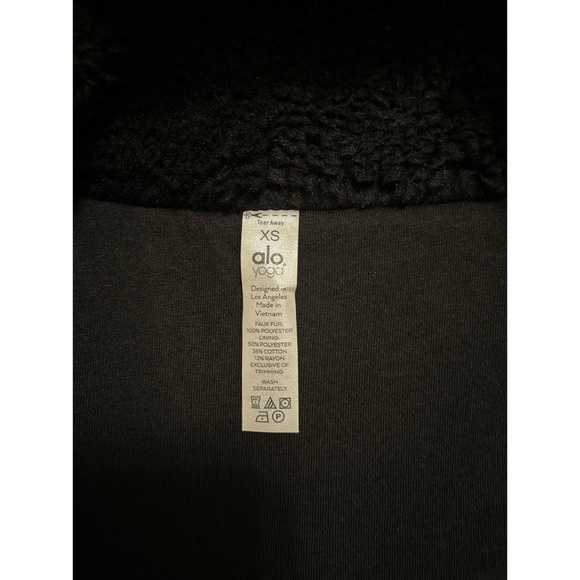 Tear Away
XS
alo
yoga
Designed in
Los Angeles
Made in
Vietnam
FAUX FUR:
100% POLYESTER
LINING:
50% POLYESTER
38% COTTON
12% RAYON
EXCLUSIVE OF
TRIMMING
WASH
SEPARATELY
P